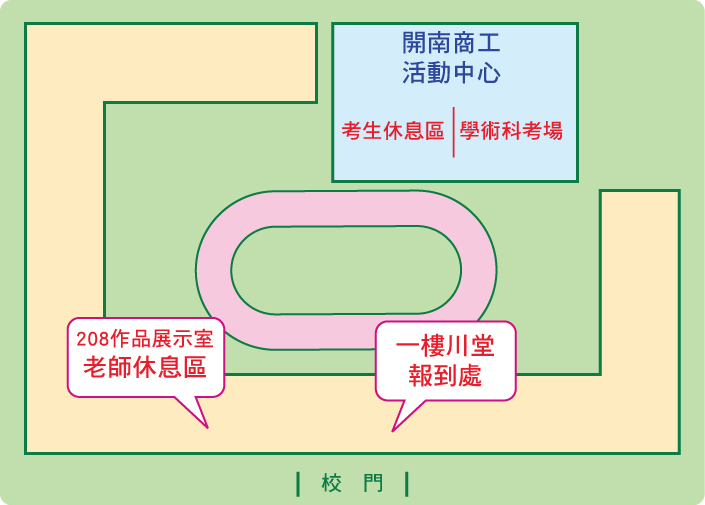 開南商工
活動中心
考生休息區 學術科考場
208作品展示室
老師休息區
一樓川堂
報到處
校 門